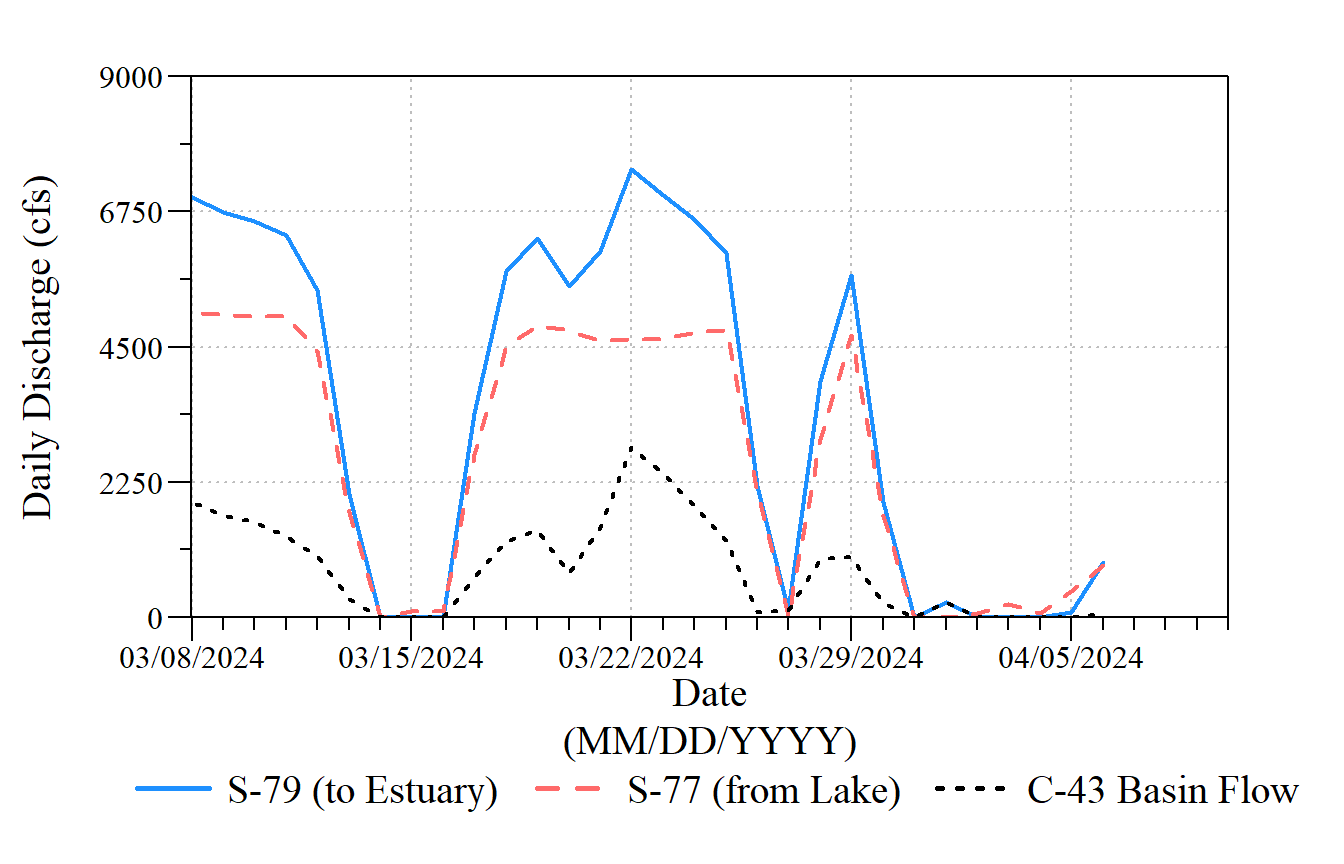 9000
6750
4500
2250
0
Daily Discharge (cfs)
03/08/2024 03/15/2024 03/22/2024 03/29/2024 04/05/2024
Date
(MM/DD/YYYY)
S-79 (to Estuary) S-77 (from Lake) C-43 Basin Flow